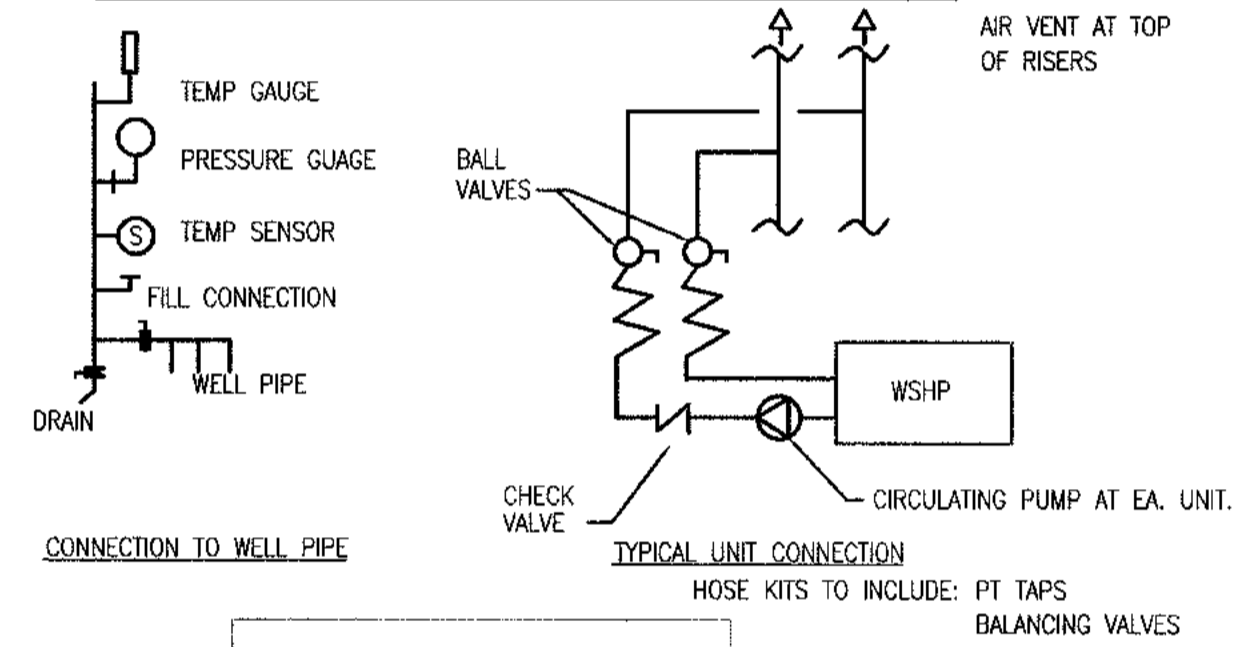 AIR VENT AT TOP
OF RISERS
TEMP GAUGE
PRESSURE GUAGE
TEMP SENSOR
S
FILL CONNECTION
WELL PIPE
DRAIN
CONNECTION TO WELL PIPE
BALL
VALVES
WSHP
CHECK
VALVE
CIRCULATING PUMP AT EA. UNIT.
TYPICAL UNIT CONNECTION
HOSE KITS TO INCLUDE: PT TAPS
BALANCING VALVES